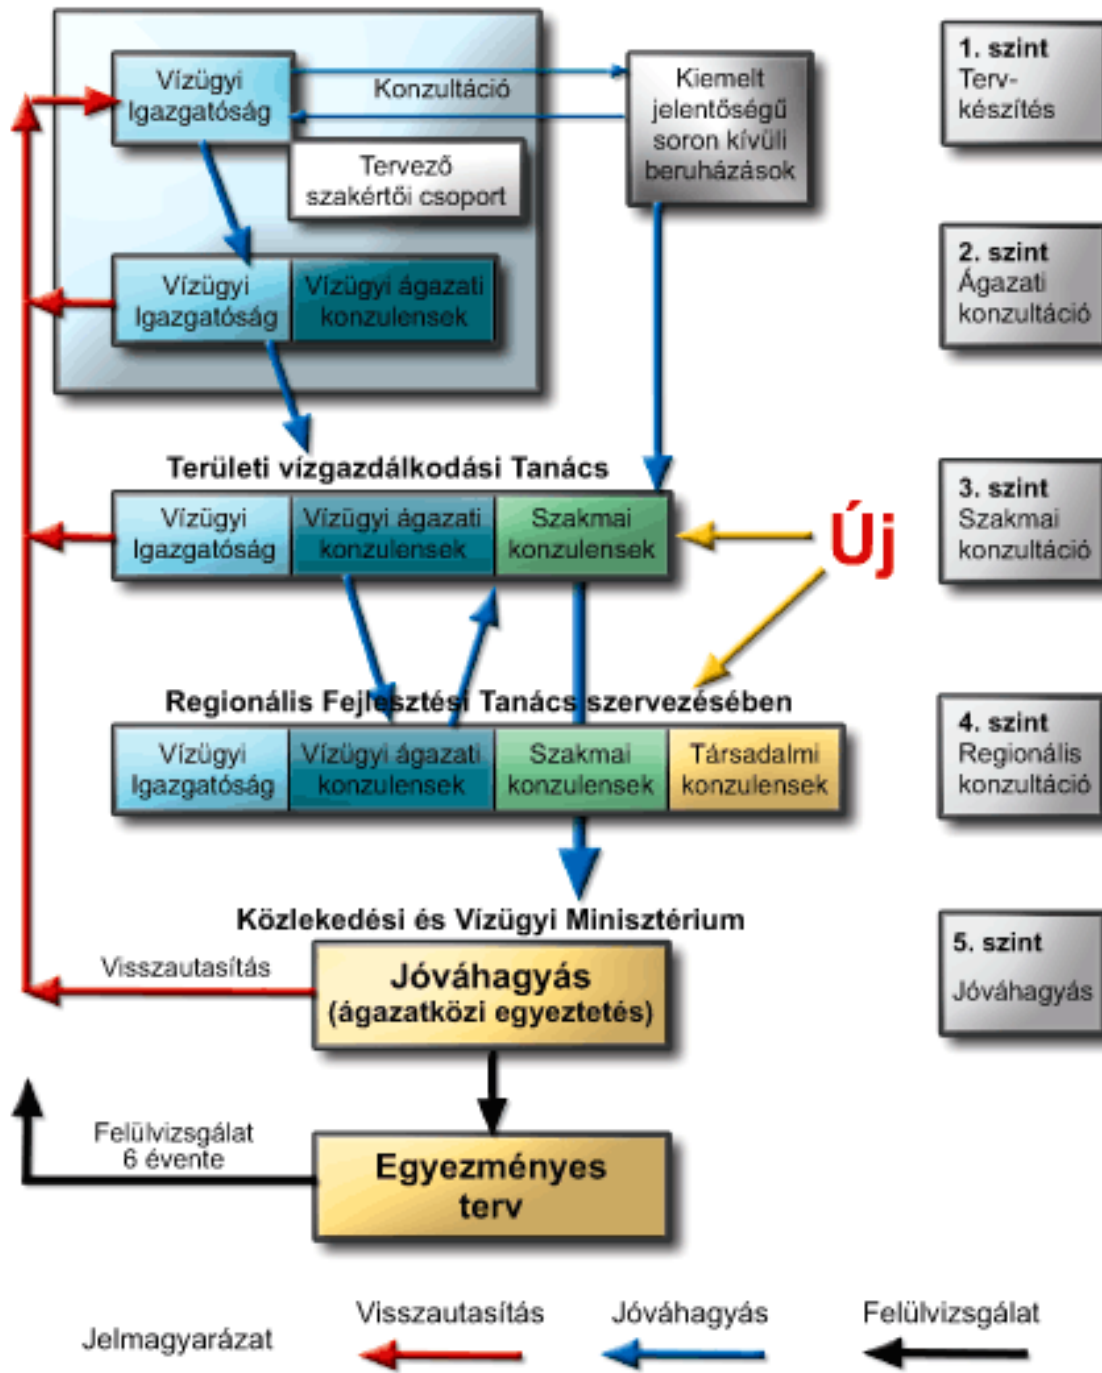 Vízügyi
Igazgatóság
Konzultáció
Kiemelt
jelentőségű
soron kívüli
beruházások
1. szint
Terv-
készítés
Tervező
szakértői csoport
Vízügyi
Igazgatóság
Vízügyi ágazati
konzulensek
2. szint
Ágazati
konzultáció
Területi vízgazdálkodási Tanács
Vízügyi
Igazgatóság
Vízügyi ágazati
konzulensek
Szakmai
konzulensek
Új
3. szint
Szakmai
konzultáció
Regionális Fejlesztési Tanács szervezésében
Vízügyi
Igazgatóság
Vízügyi ágazati
konzulensek
Szakmai
konzulensek
Társadalmi
konzulensek
4. szint
Regionális
konzultáció
Közlekedési és Vízügyi Minisztérium
Visszautasítás
Jóváhagyás
(ágazatközi egyeztetés)
5. szint
Jóváhagyás
Felülvizsgálat
6 évente
Egyezményes
terv
Jelmagyarázat
Visszautasítás
Jóváhagyás
Felülvizsgálat